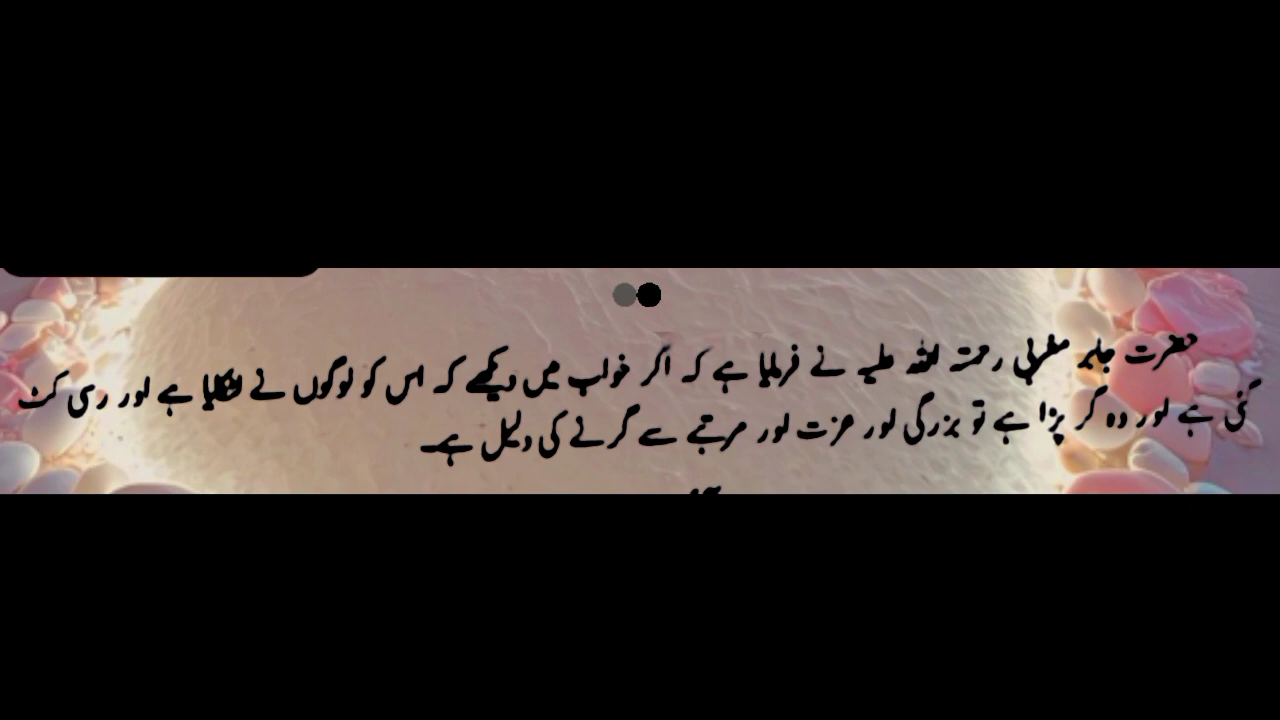 حضرت جابر مغربی رحمتہ اللہ علیہ نے فرمایا ہے کہ اگر خواب میں دیکھے کہ اس کو لوگوں نے لٹکایا ہے اور رسی کٹ
گئی ہے اور وہ گر پڑا ہے تو بزرگی اور عزت اور مرتبے سے گرنے کی دلیل ہے۔